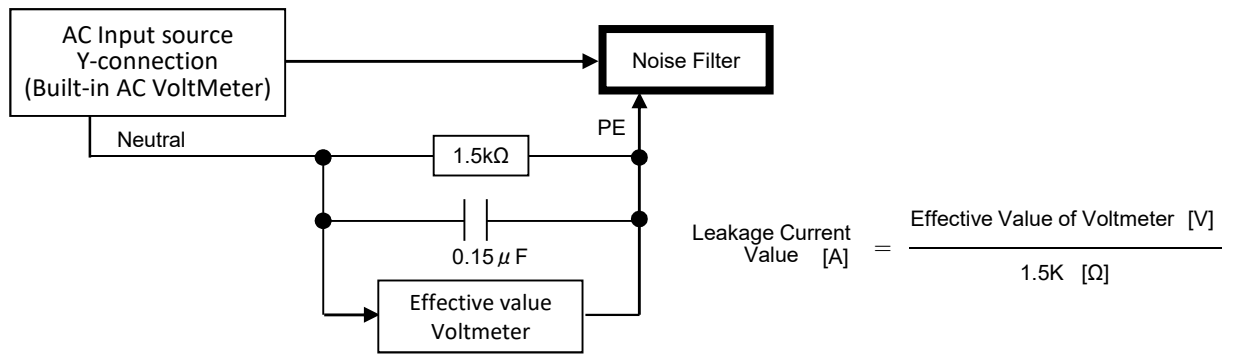 AC Input source
Y-connection
(Built-in AC VoltMeter)
Noise Filter
PE
Neutral
1.5kΩ
0.15μF
Effective value
Voltmeter
Leakage Current
Value [A]
=
Effective Value of Voltmeter [V]
1.5K [Ω]